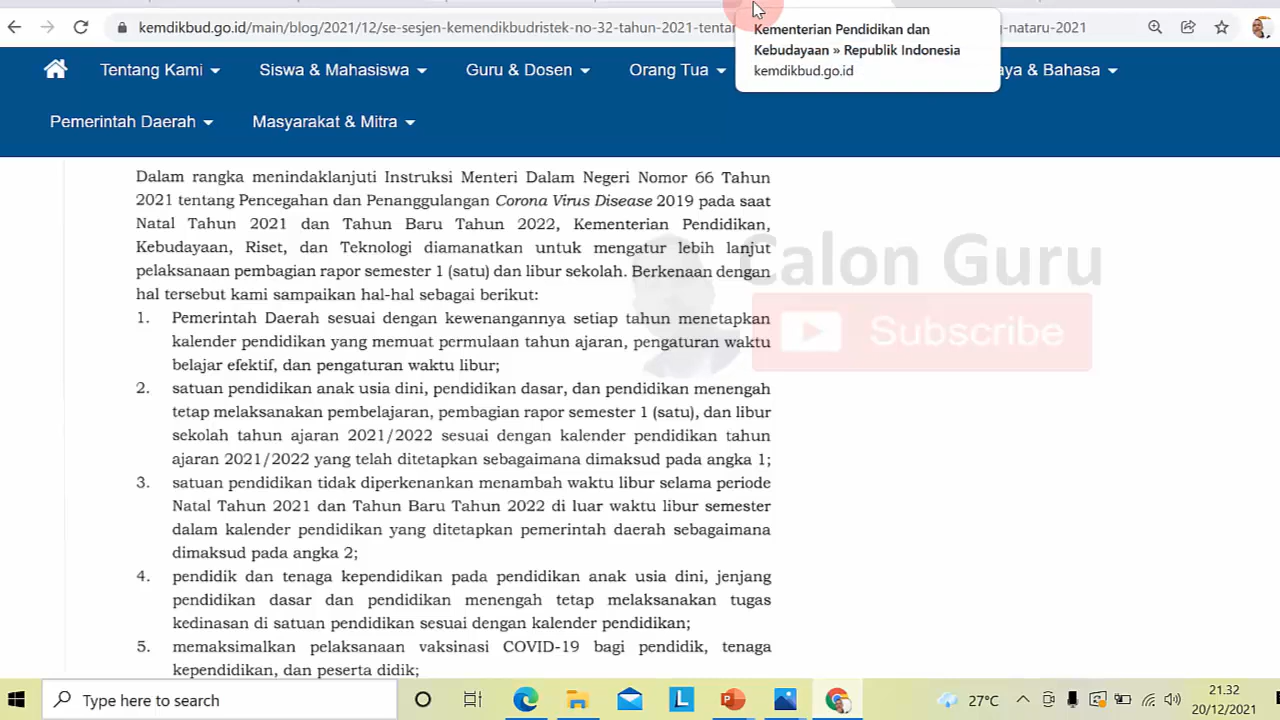 kemdikbud.go.id/main/blog/2021/12/se-sesjen-kemendikbudristek-no-32-tahun-2021-tentar
g-nataru-2021
Kementerian Pendidikan dan
Kebudayaan » Republik Indonesia
kemdikbud.go.id
Tentang Kami
Siswa & Mahasiswa
Guru & Dosen
Orang Tua
aya & Bahasa
Pemerintah Daerah
Masyarakat & Mitra
Dalam rangka menindaklanjuti Instruksi Menteri Dalam Negeri Nomor 66 Tahun
2021 tentang Pencegahan dan Penanggulangan Corona Virus Disease 2019 pada saat
Natal Tahun 2021 dan Tahun Baru Tahun 2022, Kementerian Pendidikan,
Kebudayaan, Riset, dan Teknologi diamanatkan untuk mengatur lebih lanjut
pelaksanaan pembagian rapor semester 1 (satu) dan libur sekolah. Berkenaan dengan
hal tersebut kami sampaikan hal-hal sebagai berikut:
1. Pemerintah Daerah sesuai dengan kewenangannya setiap tahun menetapkan
kalender pendidikan yang memuat permulaan tahun ajaran, pengaturan waktu
belajar efektif, dan pengaturan waktu libur;
2. satuan pendidikan anak usia dini, pendidikan dasar, dan pendidikan menengah
tetap melaksanakan pembelajaran, pembagian rapor semester 1 (satu), dan libur
sekolah tahun ajaran 2021/2022 sesuai dengan kalender pendidikan tahun
ajaran 2021/2022 yang telah ditetapkan sebagaimana dimaksud pada angka 1;
3. satuan pendidikan tidak diperkenankan menambah waktu libur selama periode
Natal Tahun 2021 dan Tahun Baru Tahun 2022 di luar waktu libur semester
dalam kalender pendidikan yang ditetapkan pemerintah daerah sebagaimana
dimaksud pada angka 2;
4. pendidik dan tenaga kependidikan pada pendidikan anak usia dini, jenjang
pendidikan dasar dan pendidikan menengah tetap melaksanakan tugas
kedinasan di satuan pendidikan sesuai dengan kalender pendidikan;
5. memaksimalkan pelaksanaan vaksinasi COVID-19 bagi pendidik, tenaga
kependidikan, dan peserta didik;
Calon Guru
Subscribe
Type here to search
27°C
21.32
20/12/2021